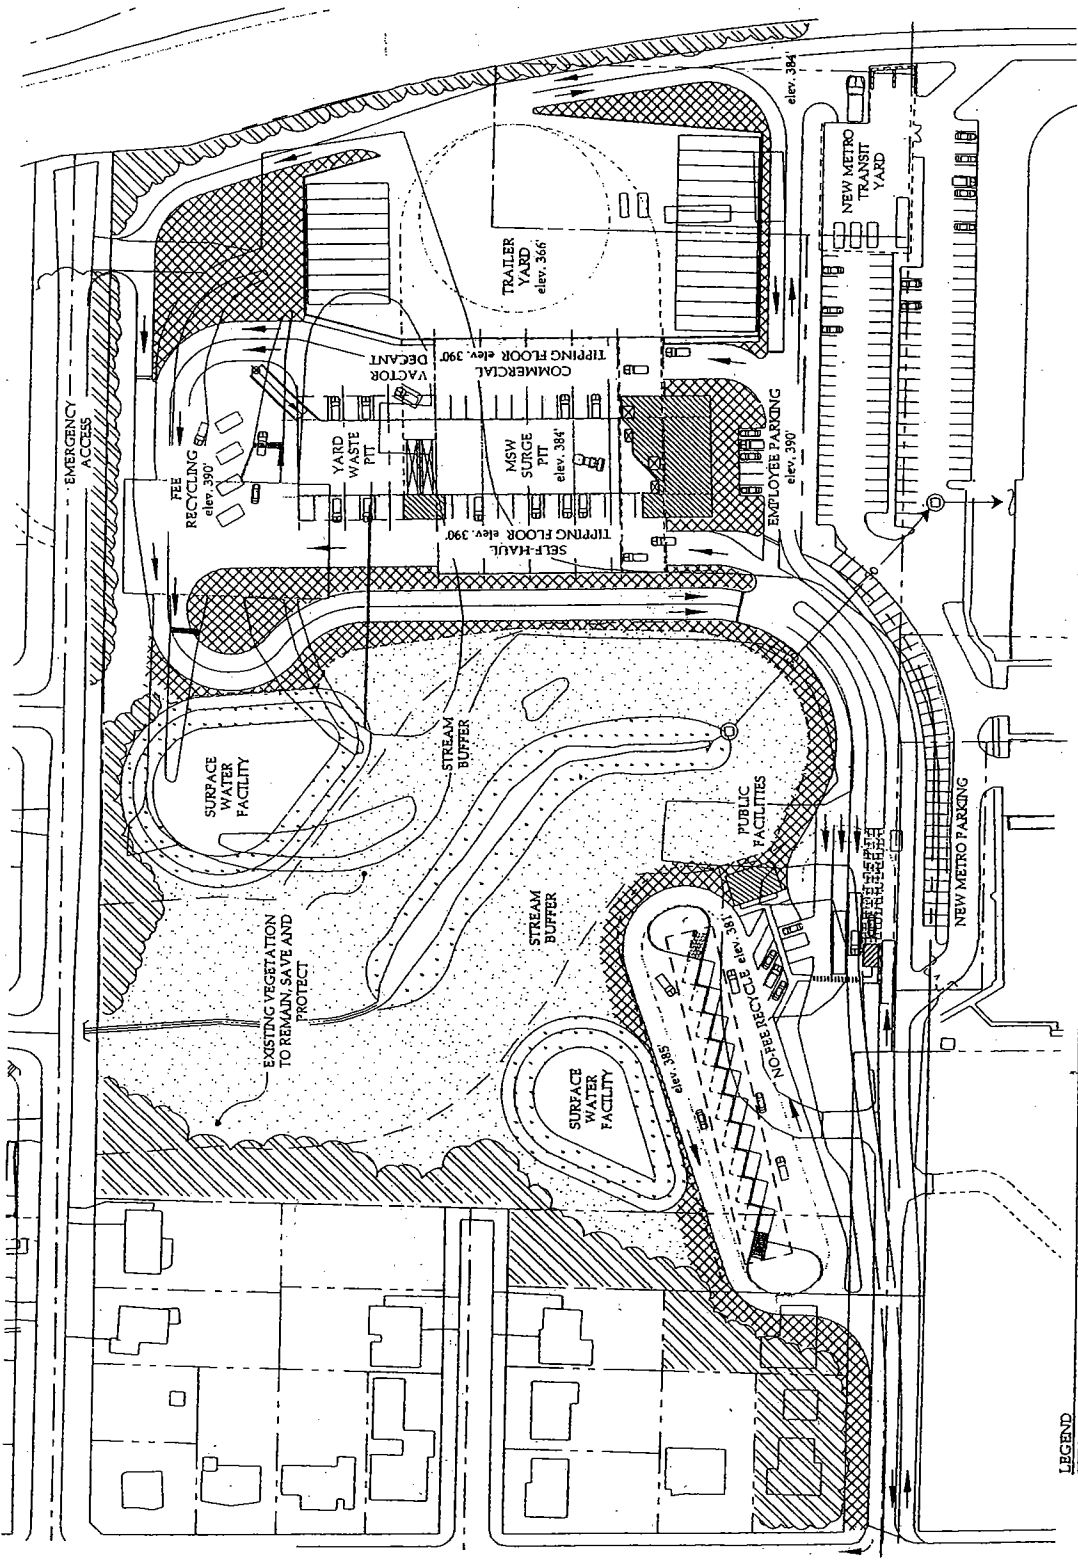 EMERGENCY
ACCESS
FEE
RECYCLING
elev. 390'
YARD
WASTE
PIT
VACTOR
DECANT
COMMERCIAL
TIPPING FLOOR elev. 390'
MSW
SURGE
PIT
elev. 384'
SELF-HAUL
TIPPING FLOOR elev. 390'
TRAILER
YARD
elev. 366'
elev. 384'
NEW METRO
TRANSIT
YARD
EMPLOYEE PARKING
elev. 390'
SURFACE
WATER
FACILITY
STREAM
BUFFER
STREAM
BUFFER
PUBLIC
FACILITIES
NEW METRO PARKING
EXISTING VEGETATION
TO REMAIN, SAVE AND
PROTECT
SURFACE
WATER
FACILITY
elev. 385'
NO-FEE RECYCLE elev. 381'
LEGEND